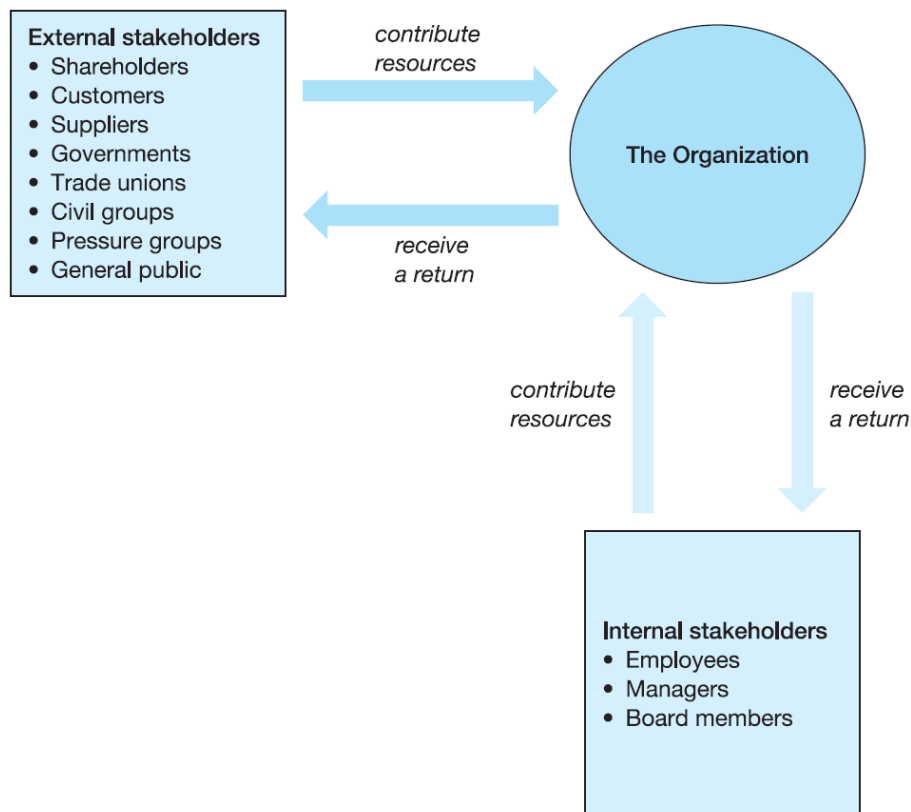 External stakeholders
• Shareholders
• Customers
• Suppliers
• Governments
• Trade unions
• Civil groups
• Pressure groups
• General public
contribute
resources
The Organization
receive
a return
contribute
resources
receive
a return
Internal stakeholders
• Employees
• Managers
• Board members